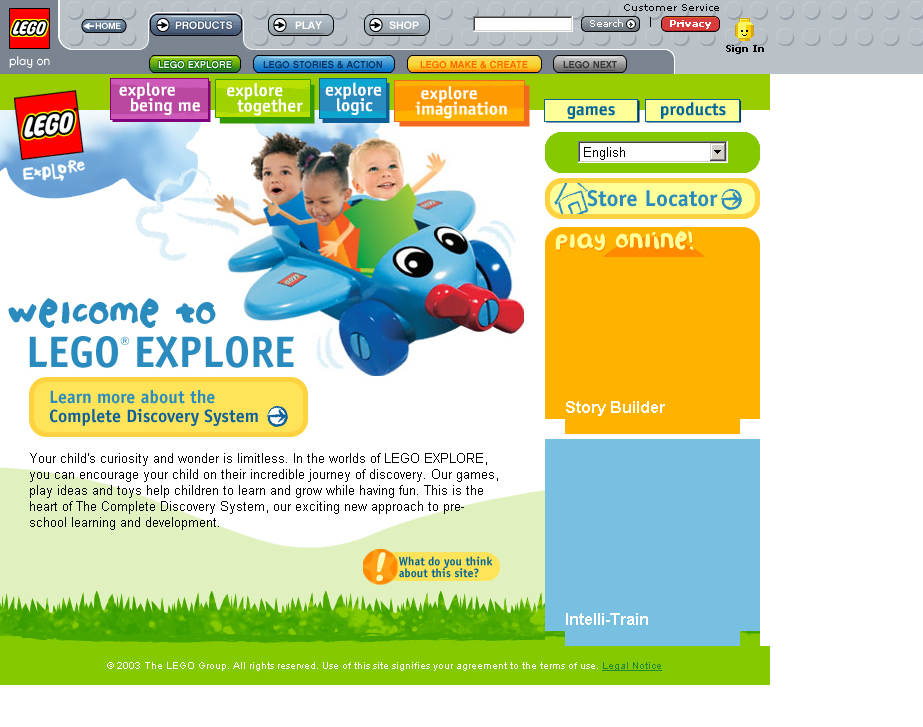 Customer Service
LEGO
HOME
PRODUCTS
PLAY
SHOP
Search
Privacy
Sign In
play on
LEGO EXPLORE
LEGO STORIES & ACTION
LEGO MAKE & CREATE
LEGO NEXT
explore
being me
explore
together
explore
logic
explore
imagination
games
products
LEGO
EXPLORE
English
Store Locator
play online!
LEGO
welcome to
LEGO® EXPLORE
Learn more about the
Complete Discovery System
Story Builder
Your child's curiosity and wonder is limitless. In the worlds of LEGO EXPLORE,
you can encourage your child on their incredible journey of discovery. Our games,
play ideas and toys help children to learn and grow while having fun. This is the
heart of The Complete Discovery System, our exciting new approach to pre-
school learning and development.
What do you think
about this site?
Intelli-Train
© 2003 The LEGO Group. All rights reserved. Use of this site signifies your agreement to the terms of use. Legal Notice